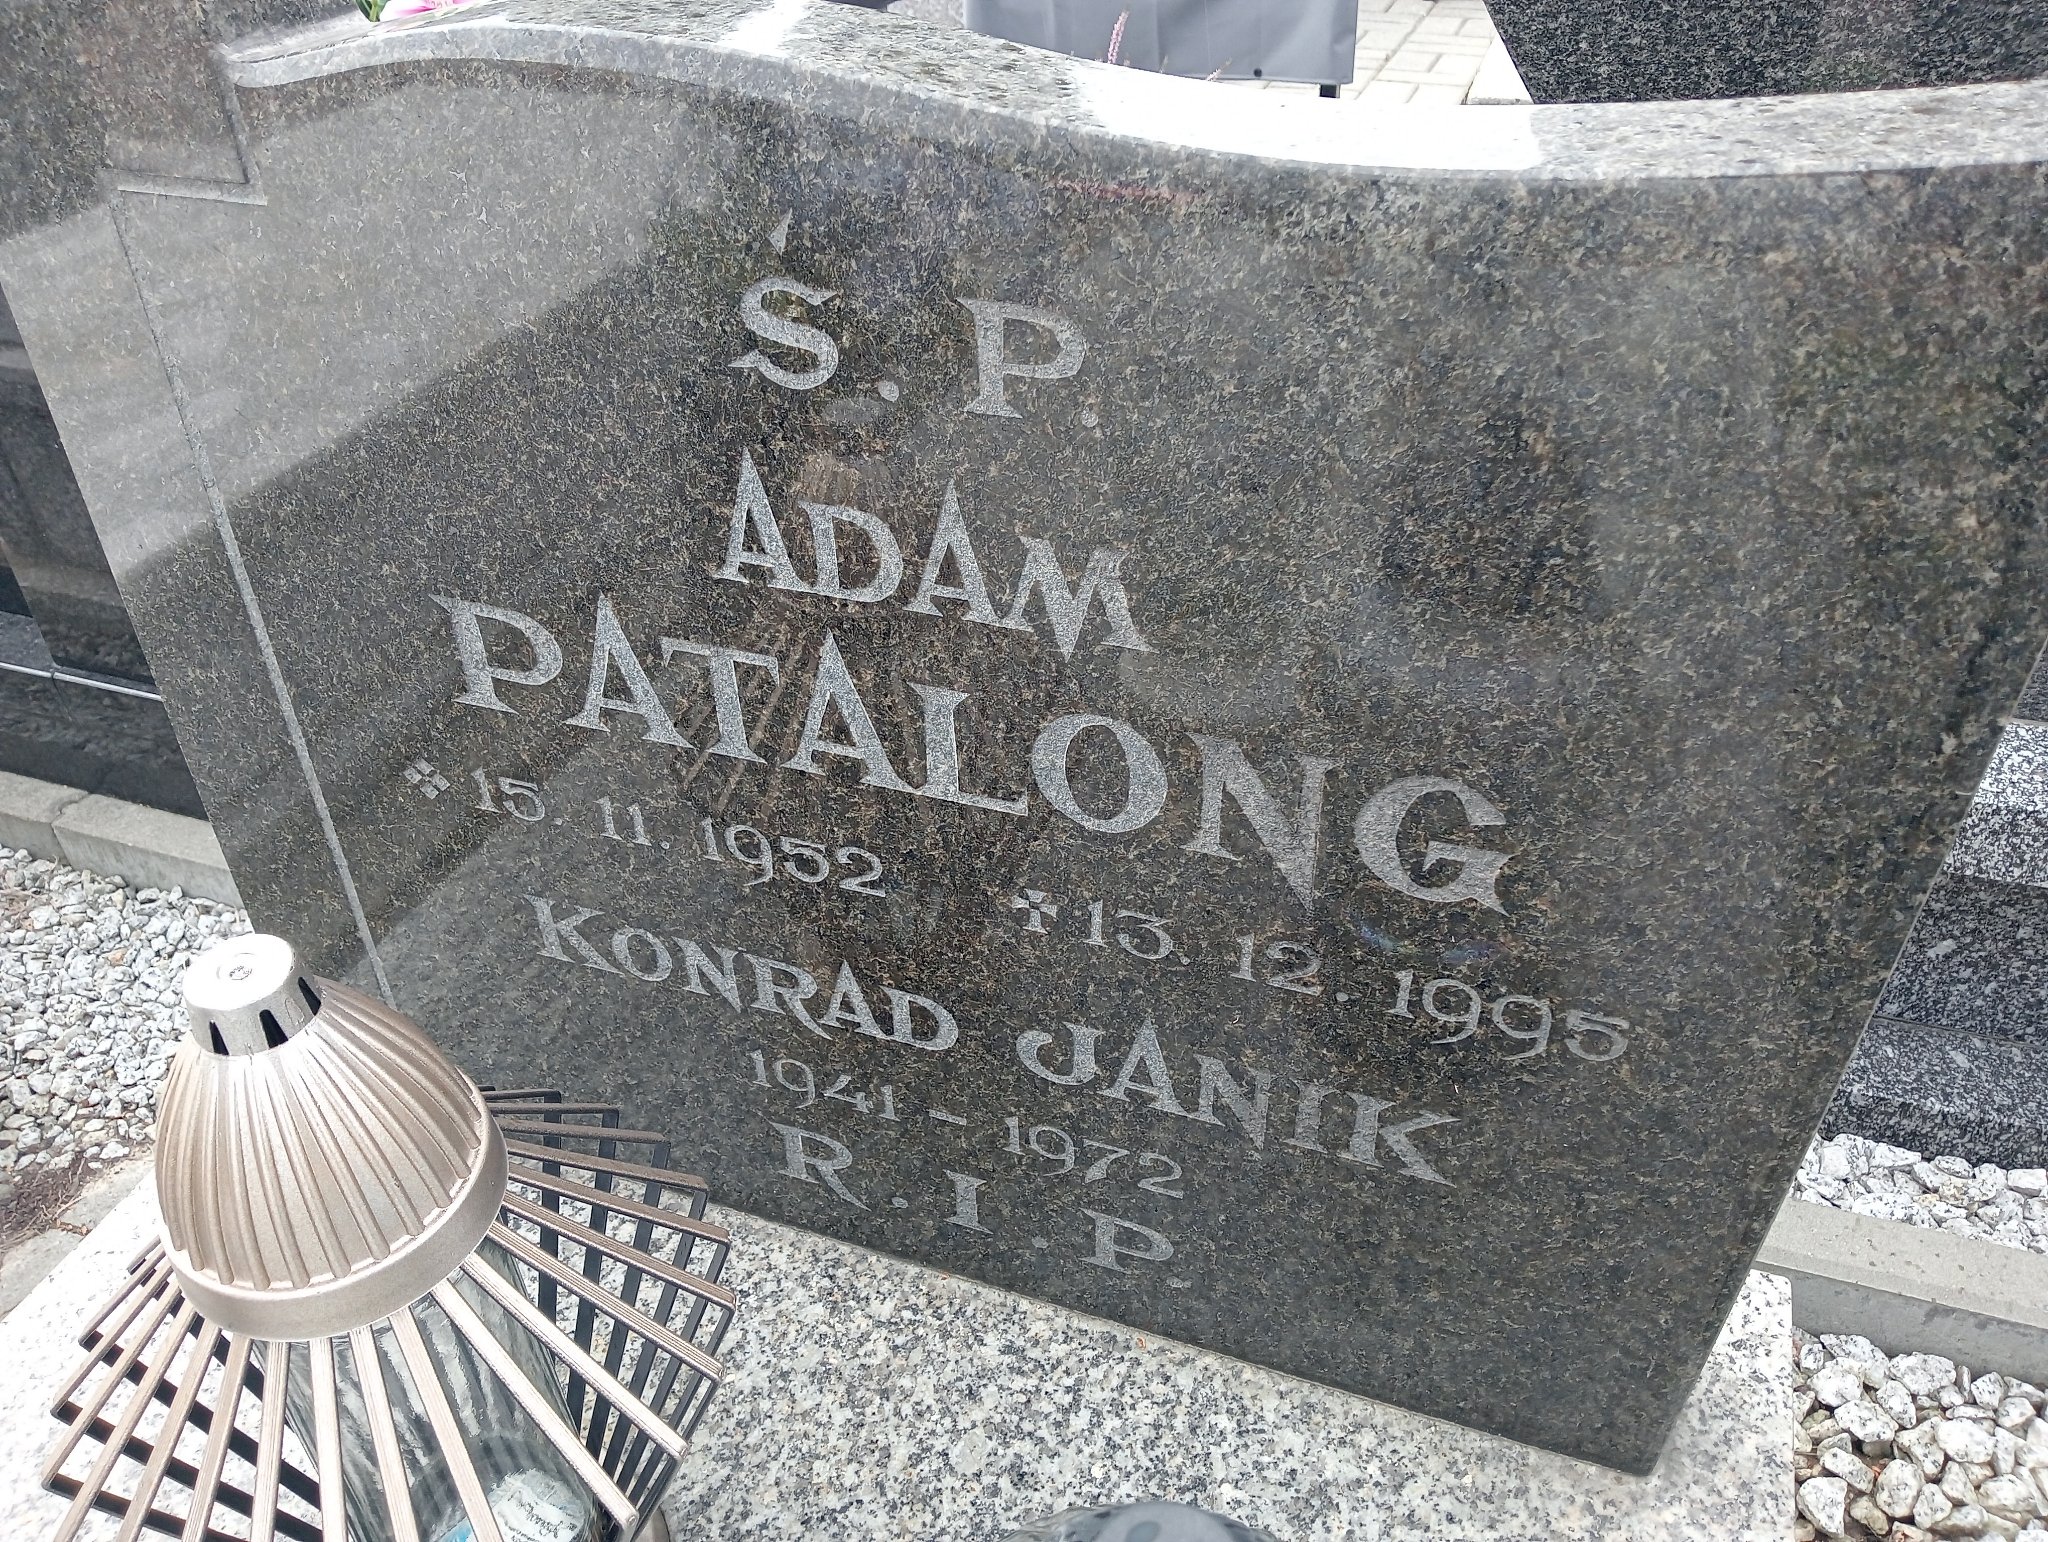 Ś. P.
ADAM
PATALONG
15. 11. 1952 13. 12. 1995
KONRAD JANIK
1941 – 1972
R. I. P.